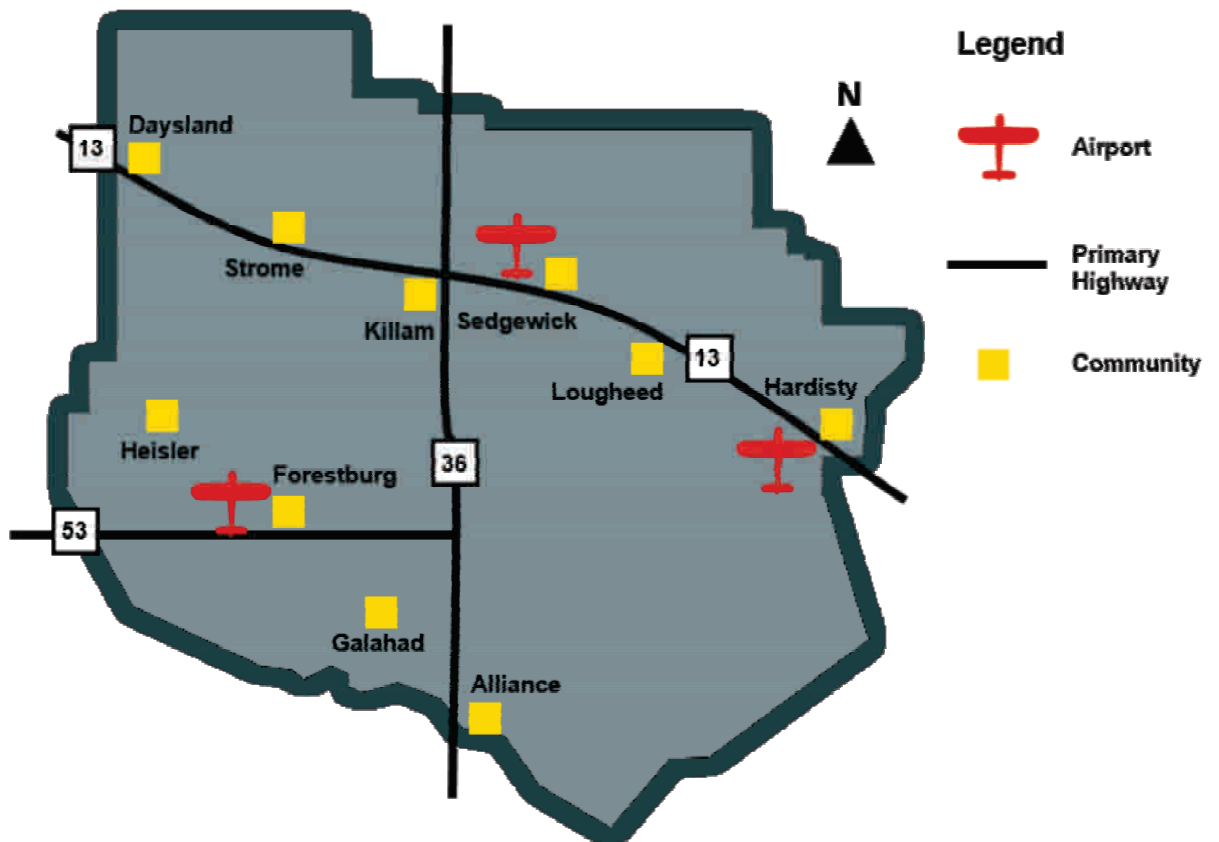 Legend
N
Airport
Primary
Highway
Community
Daysland
13
Strome
Killam
Sedgewick
Lougheed
13
Hardisty
Heisler
Forestburg
36
53
Galahad
Alliance